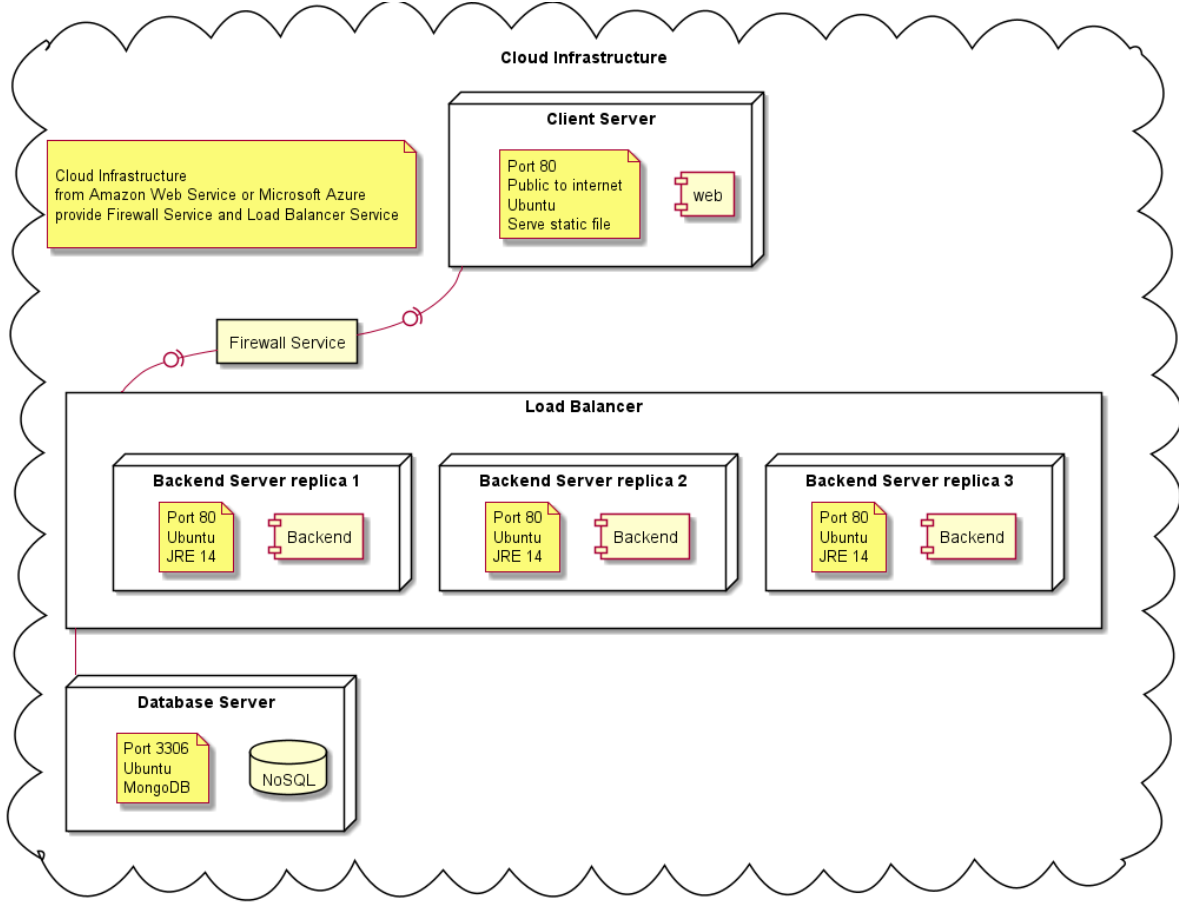 Cloud Infrastructure
Client Server
Cloud Infrastructure
from Amazon Web Service or Microsoft Azure
provide Firewall Service and Load Balancer Service
Port 80
Public to internet
Ubuntu
Serve static file
web
Firewall Service
Load Balancer
Backend Server replica 1
Port 80
Ubuntu
JRE 14
Backend
Backend Server replica 2
Port 80
Ubuntu
JRE 14
Backend
Backend Server replica 3
Port 80
Ubuntu
JRE 14
Backend
Database Server
Port 3306
Ubuntu
MongoDB
NoSQL